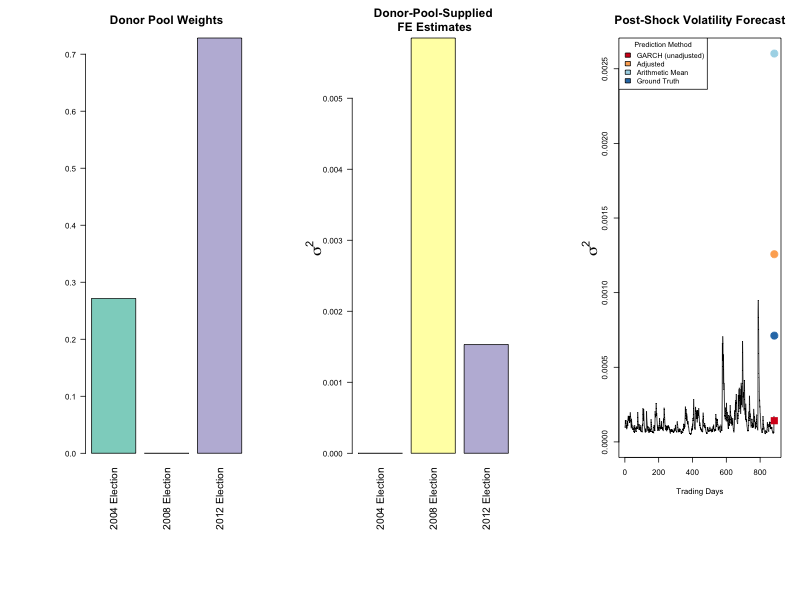 Donor Pool Weights
0.7
0.6
0.5
0.4
0.3
0.2
0.1
0.0
2004 Election
2008 Election
2012 Election
Donor-Pool-Supplied
FE Estimates
σ2
0.005
0.004
0.003
0.002
0.001
0.000
2004 Election
2008 Election
2012 Election
Post-Shock Volatility Forecast
Prediction Method
GARCH (unadjusted)
Adjusted
Arithmetic Mean
Ground Truth
σ2
0.0025
0.0020
0.0015
0.0010
0.0005
0.0000
0 200 400 600 800
Trading Days